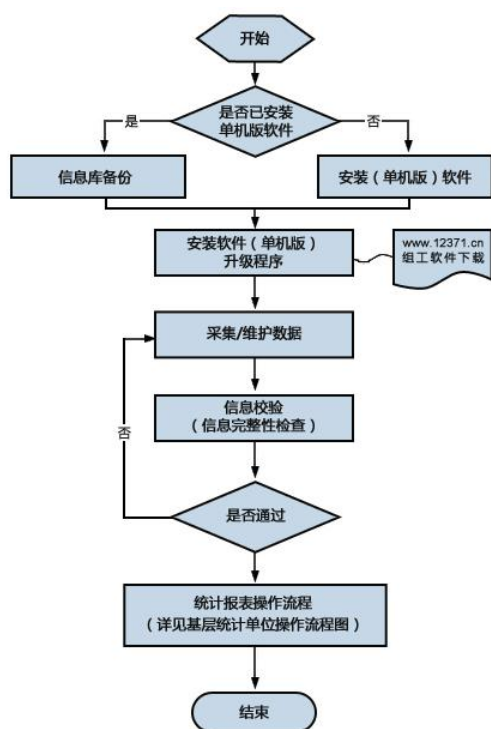 开始
是否已安装
单机版软件
是
否
信息库备份
安装（单机版）软件
安装软件（单机版）
升级程序
www.12371.cn
组工软件下载
采集/维护数据
信息校验
（信息完整性检查）
否
是否通过
统计报表操作流程
（详见基层统计单位操作流程图）
结束